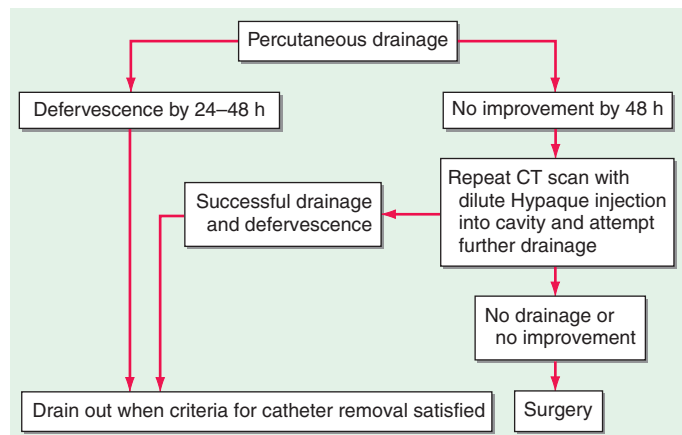 Percutaneous drainage
Defervescence by 24–48 h
No improvement by 48 h
Repeat CT scan with
dilute Hypaque injection
into cavity and attempt
further drainage
Successful drainage
and defervescence
No drainage or
no improvement
Drain out when criteria for catheter removal satisfied
Surgery